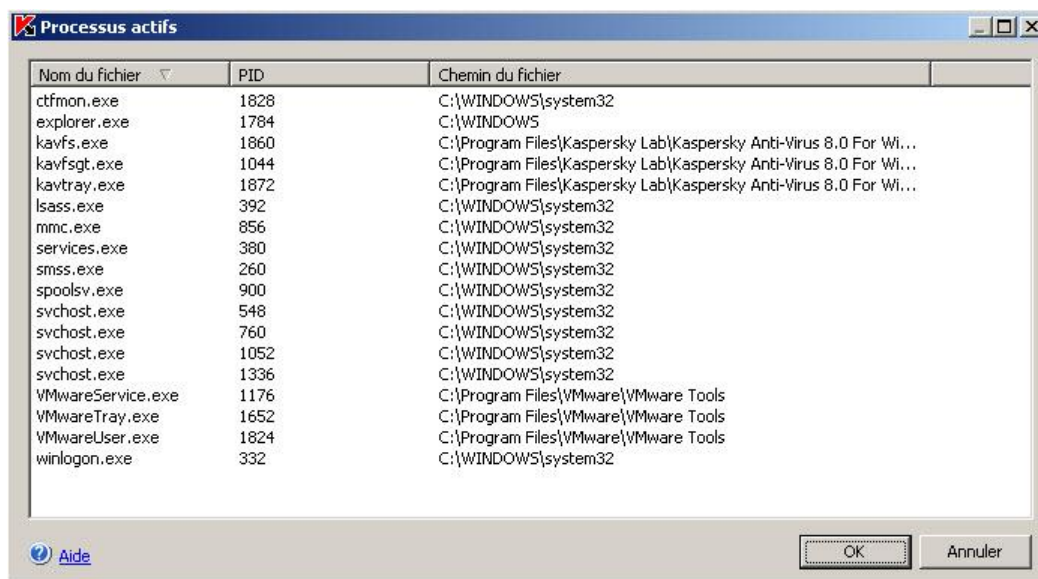 Processus actifs
Nom du fichier PID Chemin du fichier
ctfmon.exe 1828 C:\WINDOWS\system32
explorer.exe 1784 C:\WINDOWS
kavfs.exe 1860 C:\Program Files\Kaspersky Lab\Kaspersky Anti-Virus 8.0 For Wi...
kavfsgt.exe 1044 C:\Program Files\Kaspersky Lab\Kaspersky Anti-Virus 8.0 For Wi...
kavtray.exe 1872 C:\Program Files\Kaspersky Lab\Kaspersky Anti-Virus 8.0 For Wi...
lsass.exe 392 C:\WINDOWS\system32
mmc.exe 856 C:\WINDOWS\system32
services.exe 380 C:\WINDOWS\system32
smss.exe 260 C:\WINDOWS\system32
spoolsv.exe 900 C:\WINDOWS\system32
svchost.exe 548 C:\WINDOWS\system32
svchost.exe 760 C:\WINDOWS\system32
svchost.exe 1052 C:\WINDOWS\system32
svchost.exe 1336 C:\WINDOWS\system32
VMwareService.exe 1176 C:\Program Files\VMware\VMware Tools
VMwareTray.exe 1652 C:\Program Files\VMware\VMware Tools
VMwareUser.exe 1824 C:\Program Files\VMware\VMware Tools
winlogon.exe 332 C:\WINDOWS\system32
Aide OK Annuler